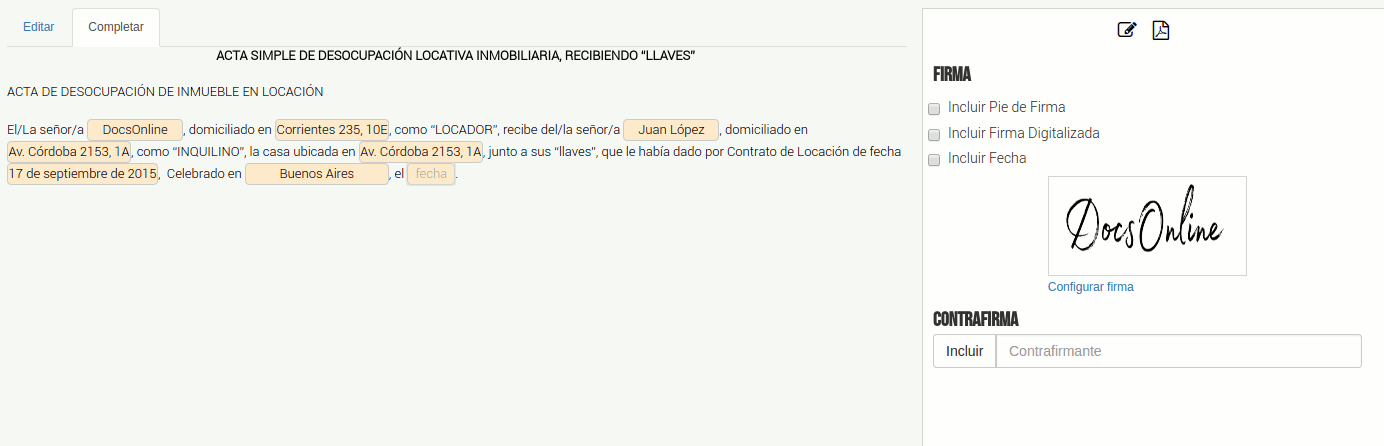 Editar
Completar
ACTA SIMPLE DE DESOCUPACIÓN LOCATIVA INMOBILIARIA, RECIBIENDO “LLAVES”
ACTA DE DESOCUPACIÓN DE INMUEBLE EN LOCACIÓN
El/La señor/a DocsOnline, domiciliado en Corrientes 235, 10E, como “LOCADOR”, recibe del/la señor/a Juan López, domiciliado en
Av. Córdoba 2153, 1A, como “INQUILINO”, la casa ubicada en Av. Córdoba 2153, 1A, junto a sus “llaves”, que le había dado por Contrato de Locación de fecha
17 de septiembre de 2015, Celebrado en Buenos Aires, el fecha.
FIRMA
Incluir Pie de Firma
Incluir Firma Digitalizada
Incluir Fecha
DocsOnline
Configurar firma
CONTRAFIRMA
Incluir Contrafirmante